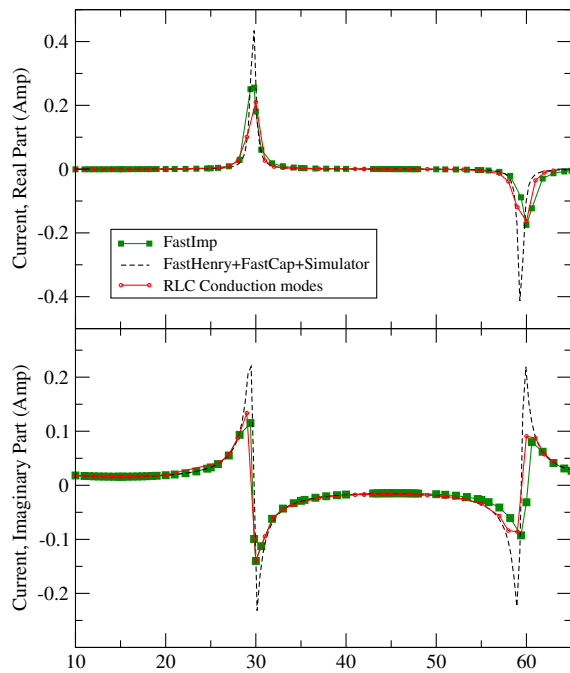 Current, Real Part (Amp)
0.4
0.2
0
-0.2
-0.4
FastImp
FastHenry+FastCap+Simulator
RLC Conduction modes
Current, Imaginary Part (Amp)
0.2
0.1
0
-0.1
-0.2
10 20 30 40 50 60